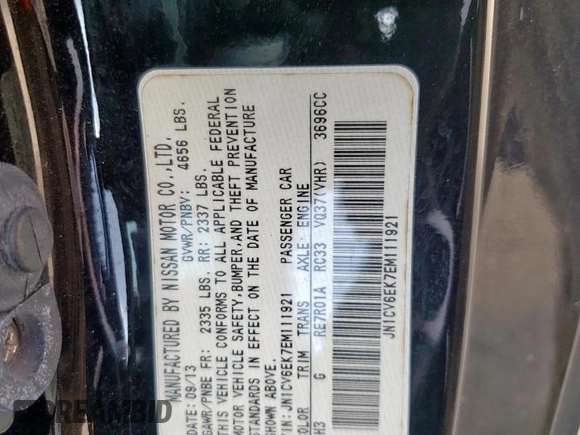 MANUFACTURED BY NISSAN MOTOR CO.,LTD.
DATE: 09/13 GVWR/PNBV: 4656 LBS.
GAWR/PNBE FR: 2335 LBS. RR: 2337 LBS.
THIS VEHICLE CONFORMS TO ALL APPLICABLE FEDERAL
MOTOR VEHICLE SAFETY, BUMPER, AND THEFT PREVENTION
STANDARDS IN EFFECT ON THE DATE OF MANUFACTURE
SHOWN ABOVE.
VIN: JN1CV6EK7EM111921 PASSENGER CAR
COLOR TRIM TRANS AXLE ENGINE
KH3 G RE7R01A RC33 VQ37(VHR) 3696CC
JN1CV6EK7EM111921